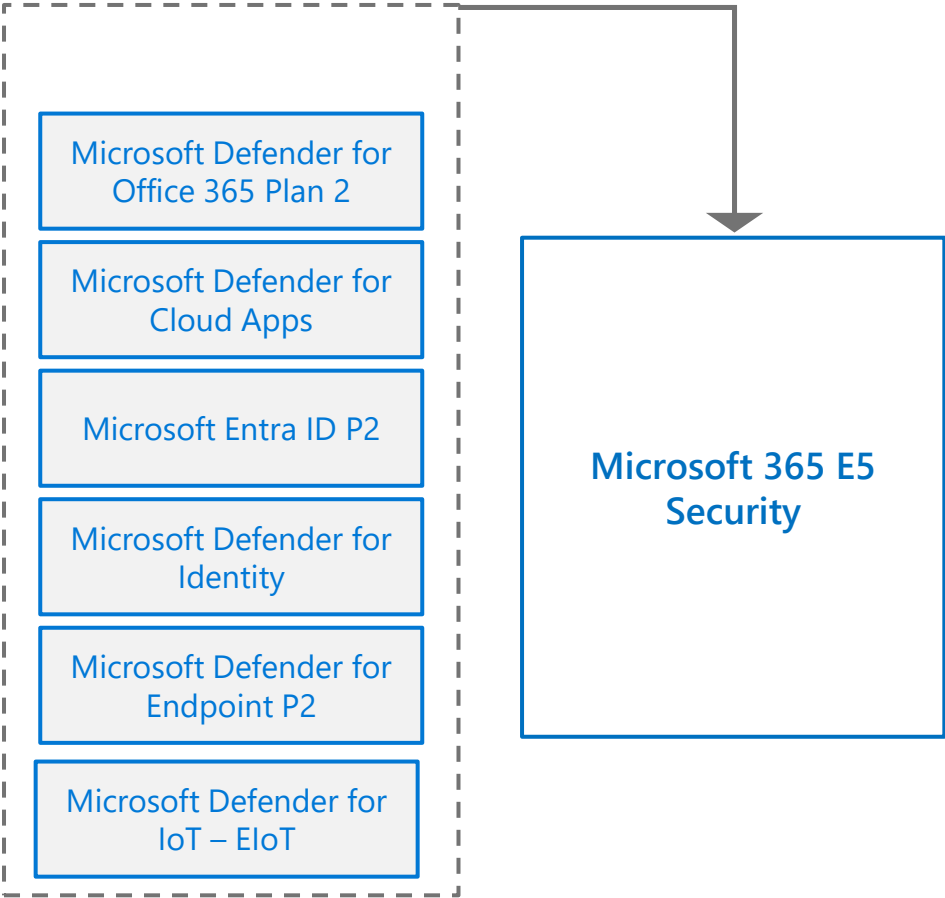 Microsoft Defender for
Office 365 Plan 2
Microsoft Defender for
Cloud Apps
Microsoft Entra ID P2
Microsoft Defender for
Identity
Microsoft Defender for
Endpoint P2
Microsoft Defender for
IoT – EIoT
Microsoft 365 E5
Security